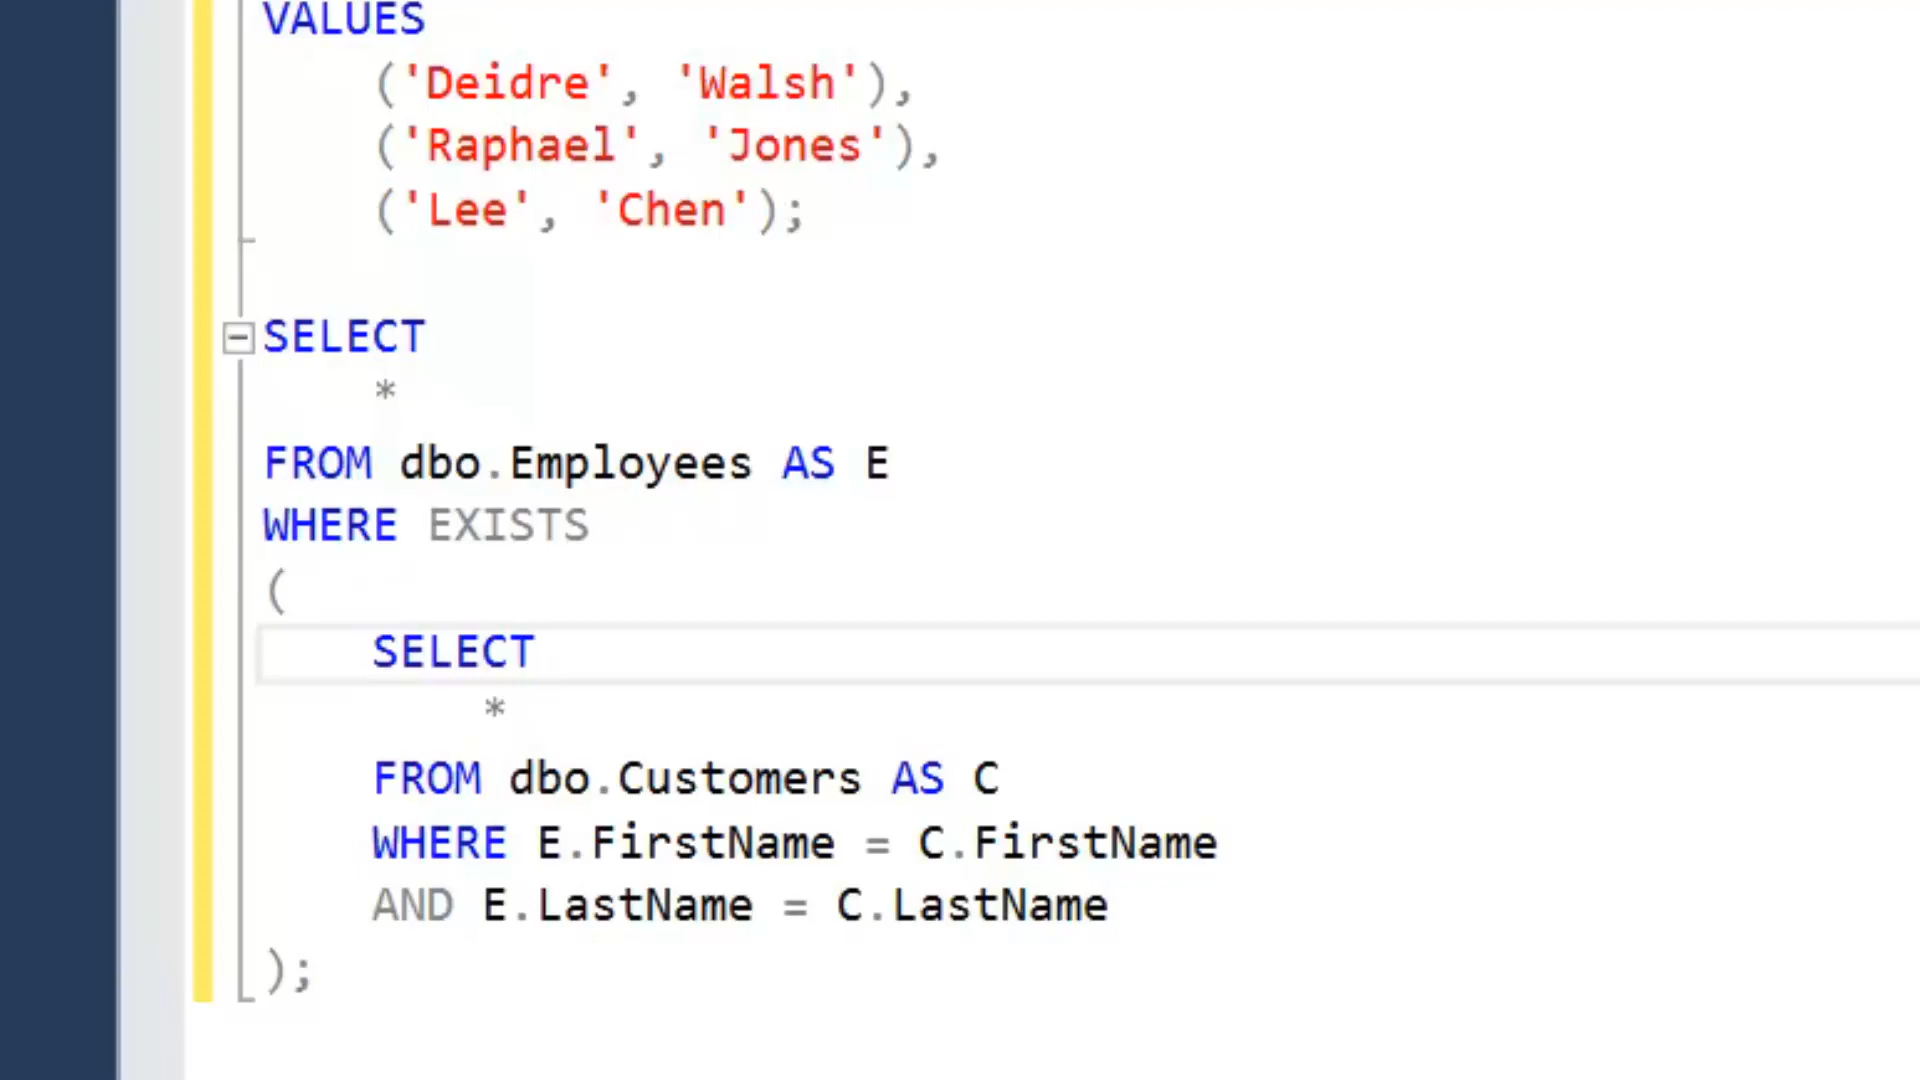 VALUES
('Deidre', 'Walsh'),
('Raphael', 'Jones'),
('Lee', 'Chen');
SELECT
*
FROM dbo.Employees AS E
WHERE EXISTS
(
SELECT
*
FROM dbo.Customers AS C
WHERE E.FirstName = C.FirstName
AND E.LastName = C.LastName
);